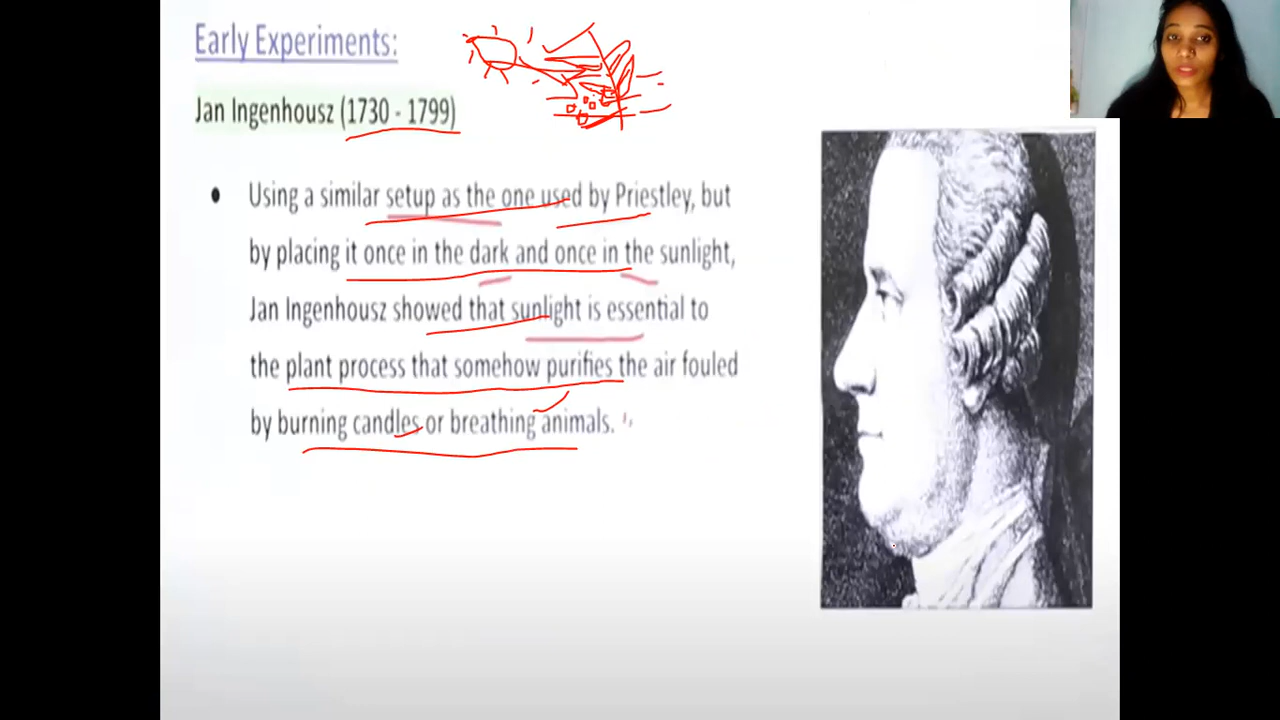 Early Experiments:
Jan Ingenhousz (1730 - 1799)
• Using a similar setup as the one used by Priestley, but
by placing it once in the dark and once in the sunlight,
Jan Ingenhousz showed that sunlight is essential to
the plant process that somehow purifies the air fouled
by burning candles or breathing animals.